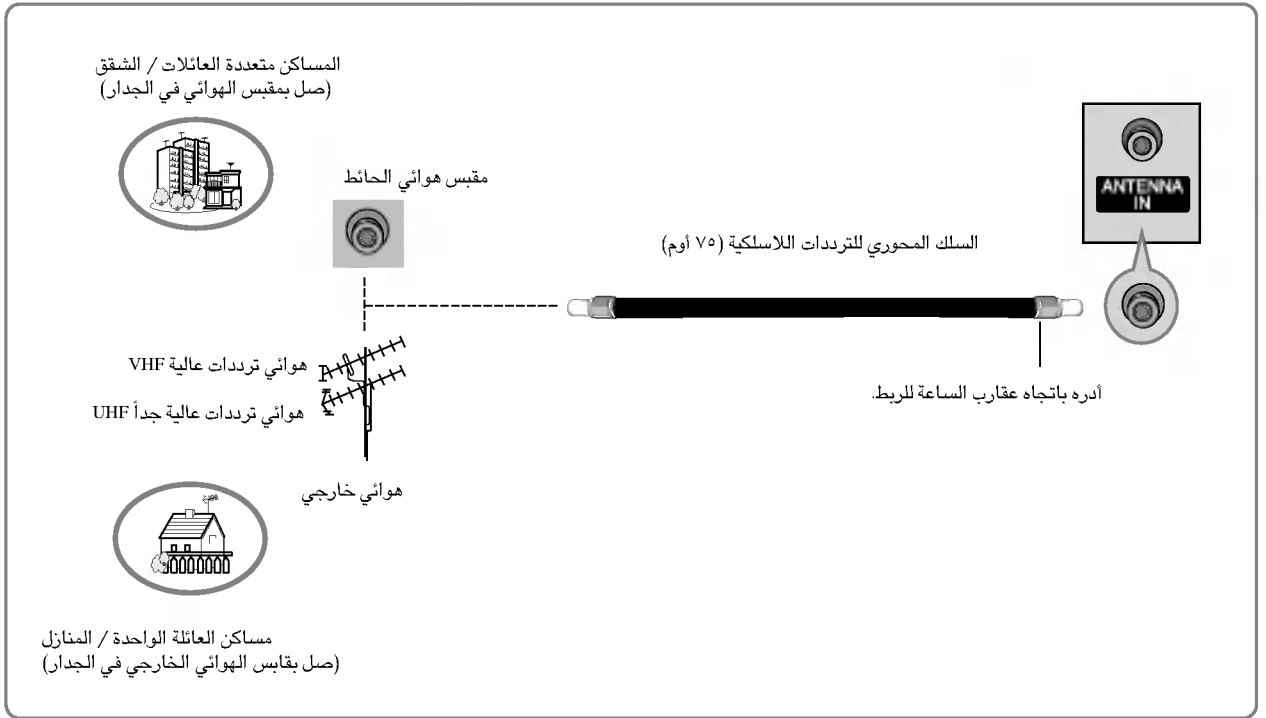 المساكن متعددة العائلات / الشقق
(صل بمقبس الهوائي في الجدار)
مقبس هوائي الحائط
ANTENNA
IN
السلك المحوري للترددات اللاسلكية (٧٥ أوم)
هوائي ترددات عالية VHF
أدره باتجاه عقارب الساعة للربط.
هوائي ترددات عالية جداً UHF
هوائي خارجي
مساكن العائلة الواحدة / المنازل
(صل بقابس الهوائي الخارجي في الجدار)